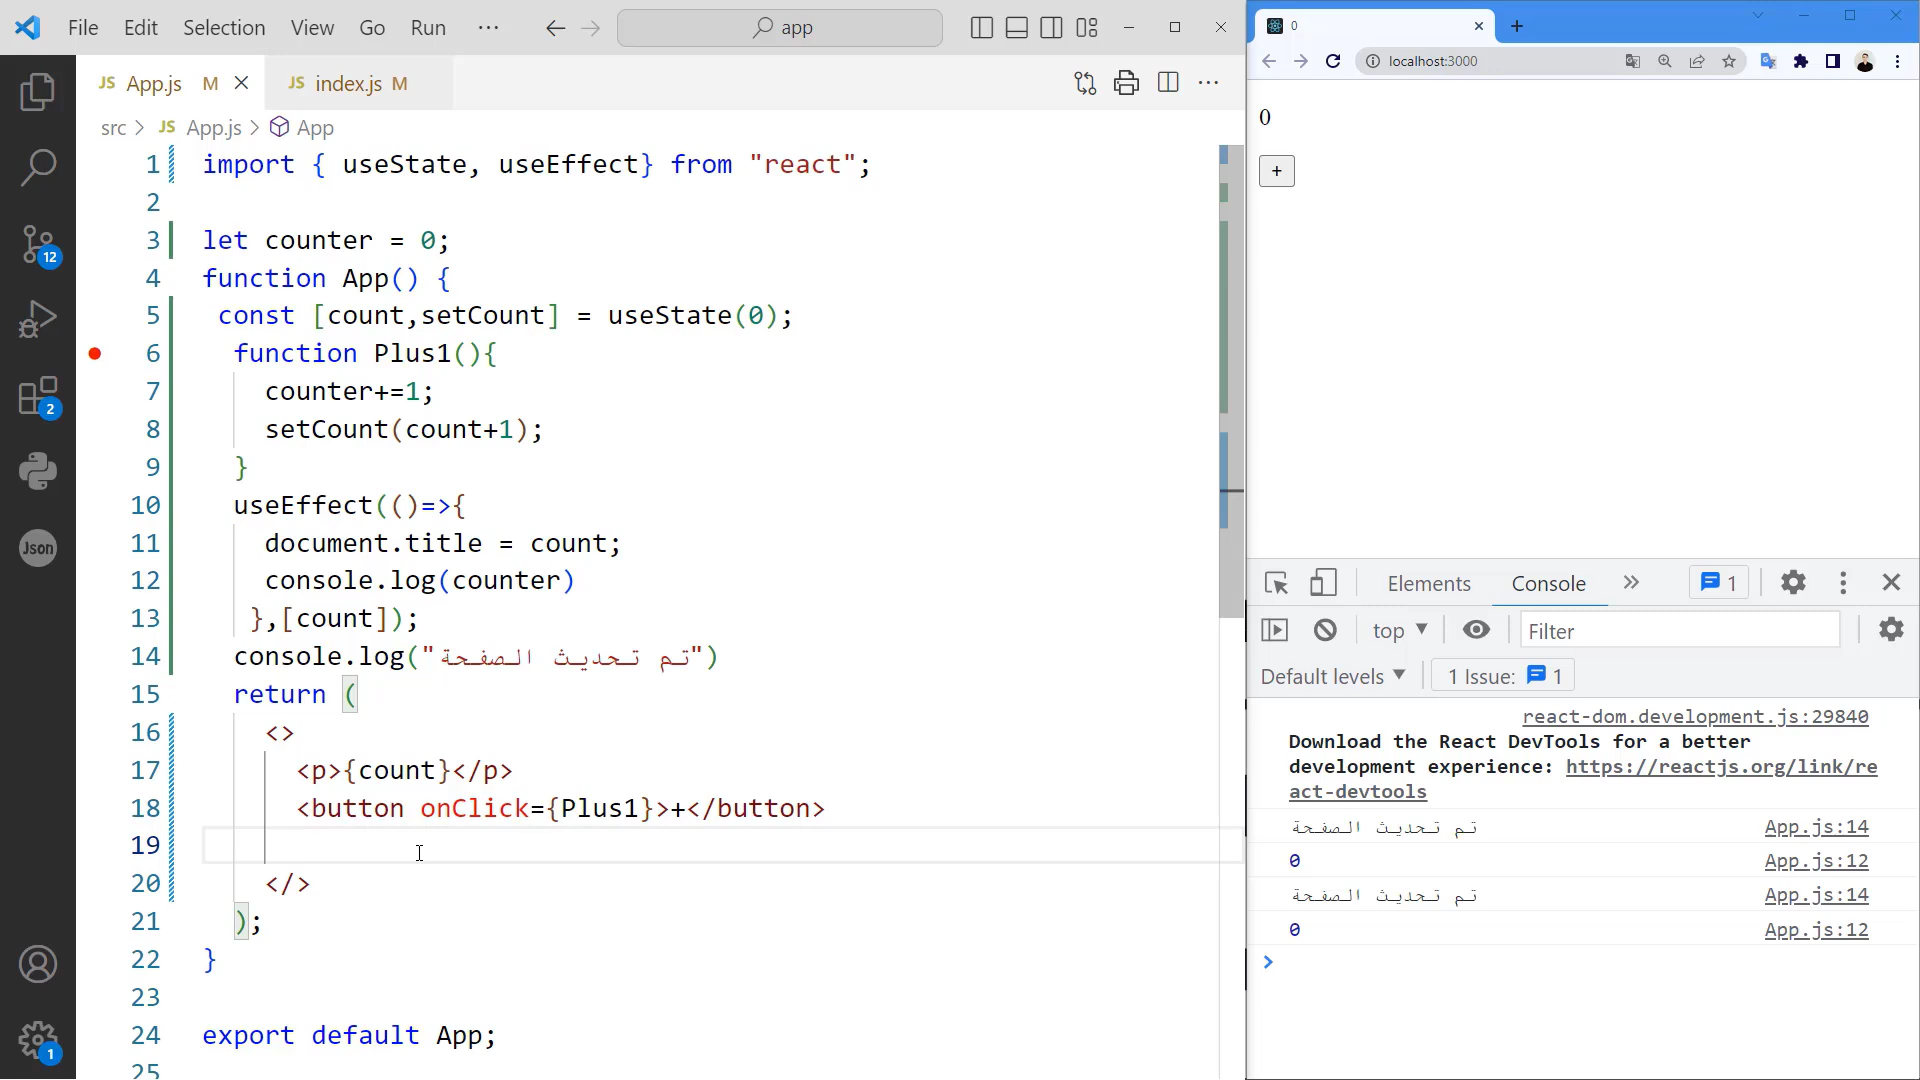 File Edit Selection View Go Run ··· app
JS App.js M JS index.js M
src > JS App.js > App
1 import { useState, useEffect} from "react";
2
3 let counter = 0;
4 function App() {
5 const [count,setCount] = useState(0);
6 function Plus1(){
7 counter+=1;
8 setCount(count+1);
9 }
10 useEffect(()=>{
11 document.title = count;
12 console.log(counter)
13 },[count]);
14 console.log("تم تحديث الصفحة")
15 return (
16 <>
17 <p>{count}</p>
18 <button onClick={Plus1}>+</button>
19
20 </>
21 );
22 }
23
24 export default App;
25
12
2
Json
1
0
localhost:3000
0
+
Elements Console 1
top Filter
Default levels 1 Issue: 1
react-dom.development.js:29840
Download the React DevTools for a better
development experience: https://reactjs.org/link/re
act-devtools
تم تحديث الصفحة App.js:14
0 App.js:12
تم تحديث الصفحة App.js:14
0 App.js:12